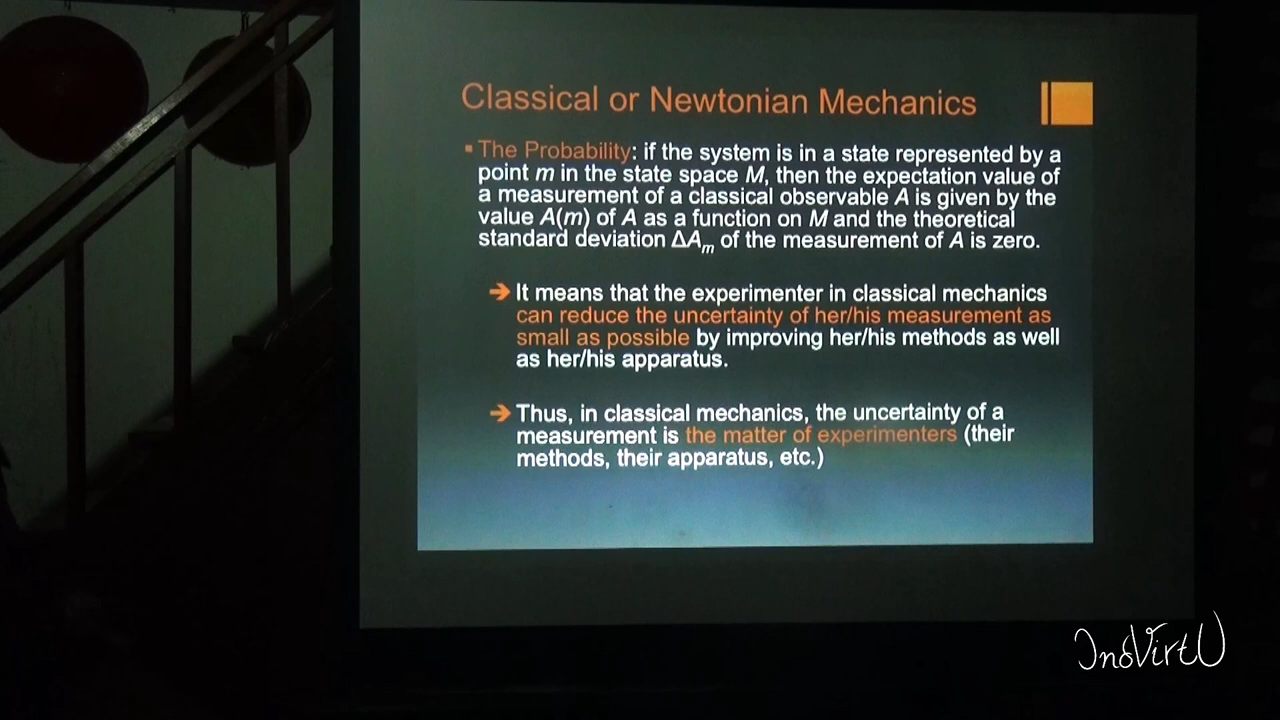 Classical or Newtonian Mechanics
▪ The Probability: if the system is in a state represented by a
point m in the state space M, then the expectation value of
a measurement of a classical observable A is given by the
value A(m) of A as a function on M and the theoretical
standard deviation ΔAm of the measurement of A is zero.
➔ It means that the experimenter in classical mechanics
can reduce the uncertainty of her/his measurement as
small as possible by improving her/his methods as well
as her/his apparatus.
➔ Thus, in classical mechanics, the uncertainty of a
measurement is the matter of experimenters (their
methods, their apparatus, etc.)
InoVirtU